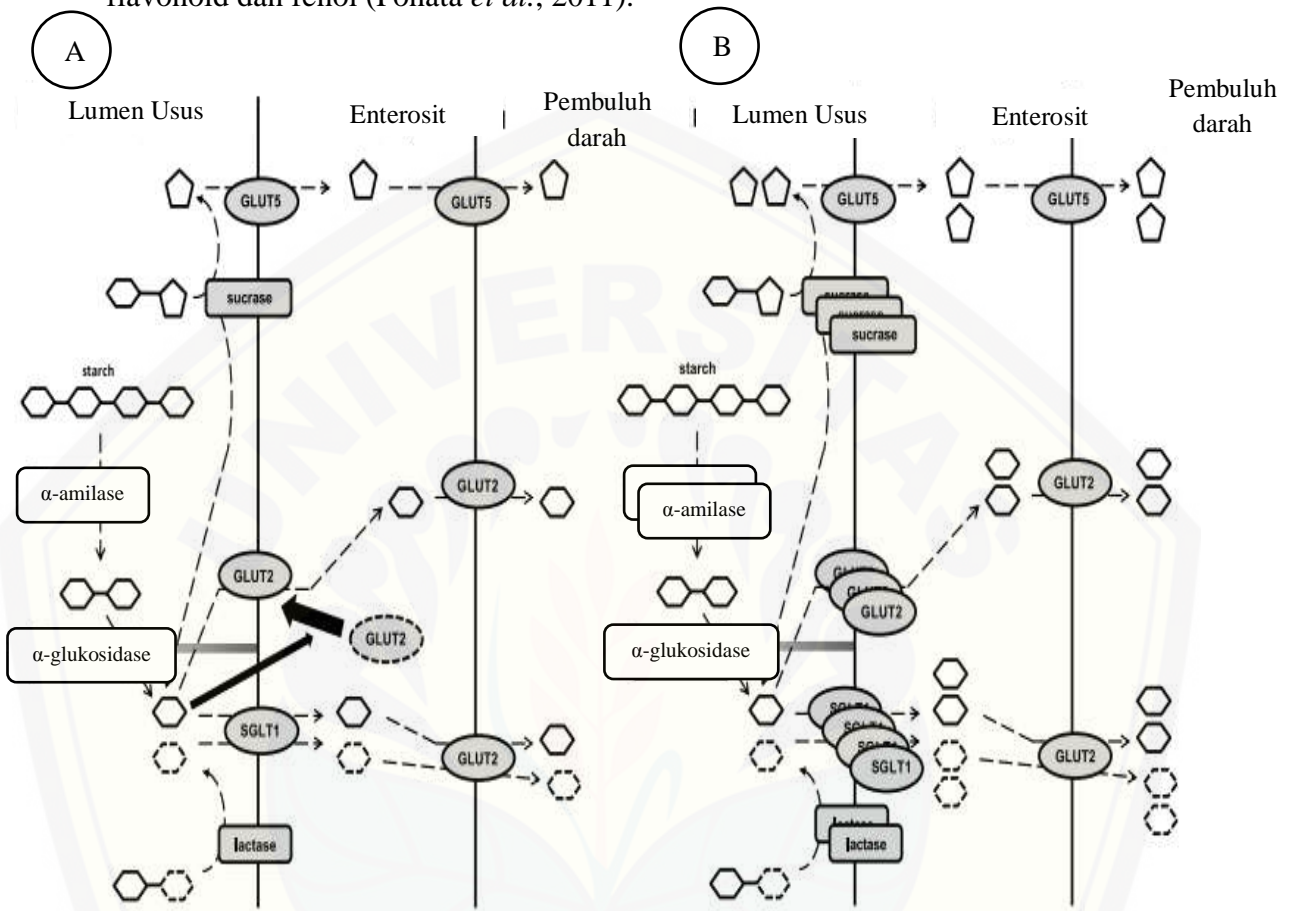 flavonoid dan fenol et al., 2011).
A
B
Lumen Usus
Enterosit
Pembuluh
darah
Lumen Usus
Enterosit
Pembuluh
darah
GLUT5
GLUT5
sucrase
starch
α-amilase
GLUT2
GLUT2
GLUT2
α-glukosidase
SGLT1
GLUT2
lactase
GLUT5
GLUT5
sucrase
starch
α-amilase
GLUT2
GLUT2
α-glukosidase
SGLT1
GLUT2
lactase
UNIVERSITAS